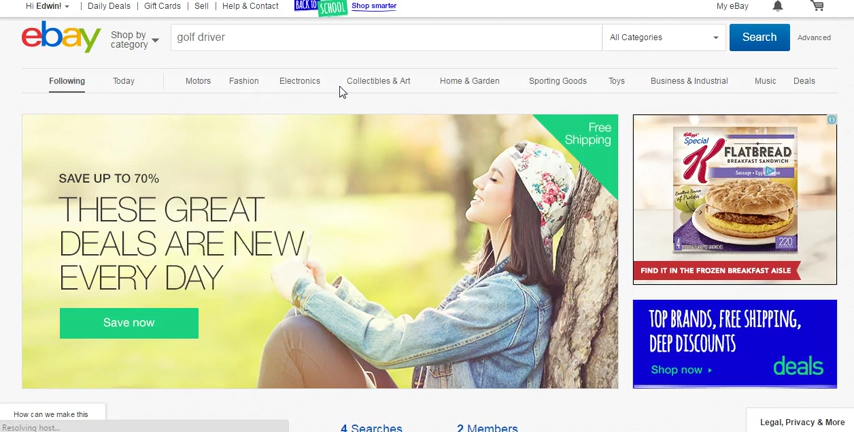 Hi Edwin! | Daily Deals | Gift Cards | Sell | Help & Contact
BACK TO SCHOOL Shop smarter
My eBay
ebay
Shop by category
golf driver
All Categories
Search
Advanced
Following Today Motors Fashion Electronics Collectibles & Art Home & Garden Sporting Goods Toys Business & Industrial Music Deals
Free
Shipping
SAVE UP TO 70%
THESE GREAT
DEALS ARE NEW
EVERY DAY
Save now
Kellogg's
Special
K
FLATBREAD
BREAKFAST SANDWICH
4
220
FIND IT IN THE FROZEN BREAKFAST AISLE
TOP BRANDS, FREE SHIPPING,
DEEP DISCOUNTS
Shop now
deals
How can we make this
Resolving host...
4 Searches
2 Members
Legal, Privacy & More